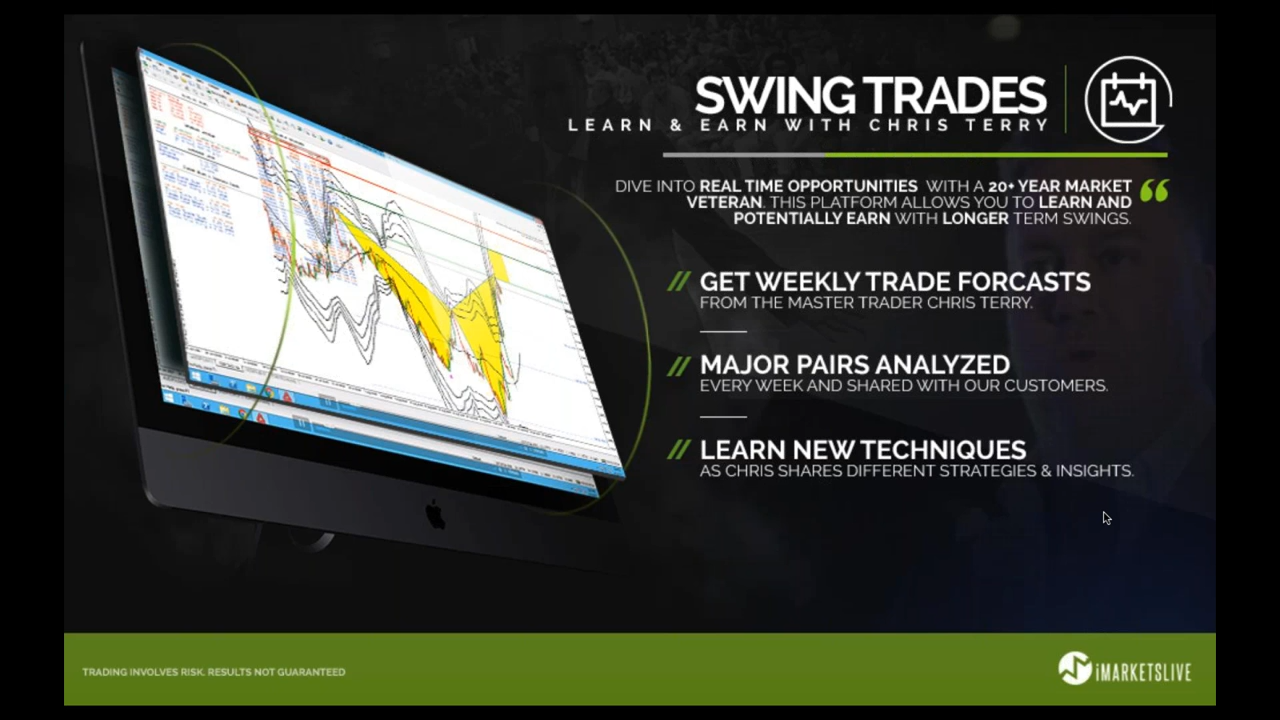 SWING TRADES
LEARN & EARN WITH CHRIS TERRY
DIVE INTO REAL TIME OPPORTUNITIES WITH A 20+ YEAR MARKET
VETERAN. THIS PLATFORM ALLOWS YOU TO LEARN AND
POTENTIALLY EARN WITH LONGER TERM SWINGS.
// GET WEEKLY TRADE FORCASTS
FROM THE MASTER TRADER CHRIS TERRY.
// MAJOR PAIRS ANALYZED
EVERY WEEK AND SHARED WITH OUR CUSTOMERS.
// LEARN NEW TECHNIQUES
AS CHRIS SHARES DIFFERENT STRATEGIES & INSIGHTS.
TRADING INVOLVES RISK. RESULTS NOT GUARANTEED
iMARKETSLIVE